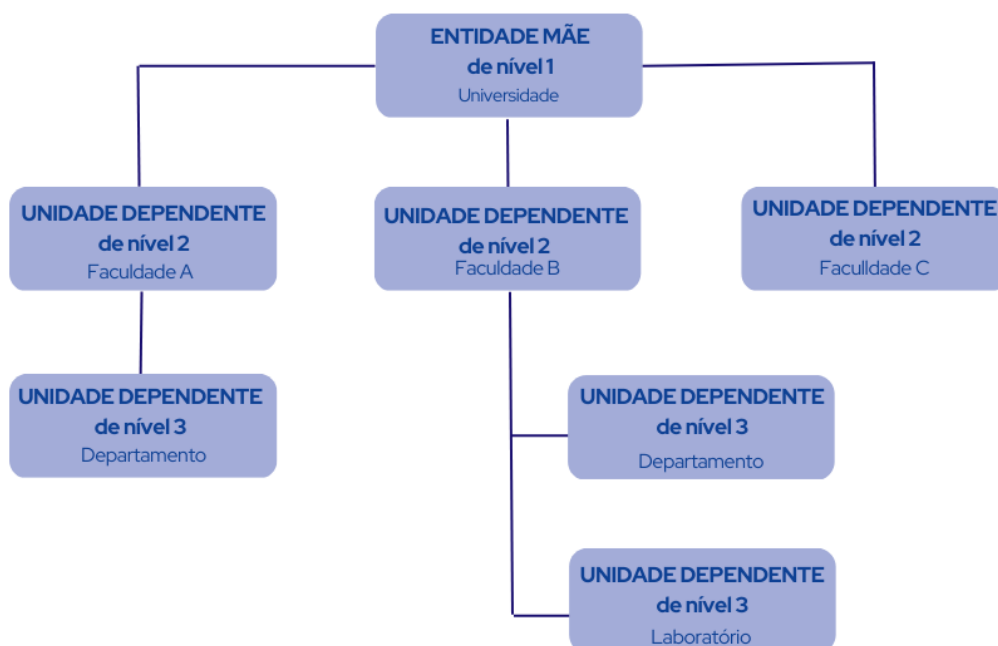 ENTIDADE MÃE
de nível 1
Universidade
UNIDADE DEPENDENTE
de nível 2
Faculdade A
UNIDADE DEPENDENTE
de nível 2
Faculdade B
UNIDADE DEPENDENTE
de nível 2
Faculldade C
UNIDADE DEPENDENTE
de nível 3
Departamento
UNIDADE DEPENDENTE
de nível 3
Departamento
UNIDADE DEPENDENTE
de nível 3
Laboratório